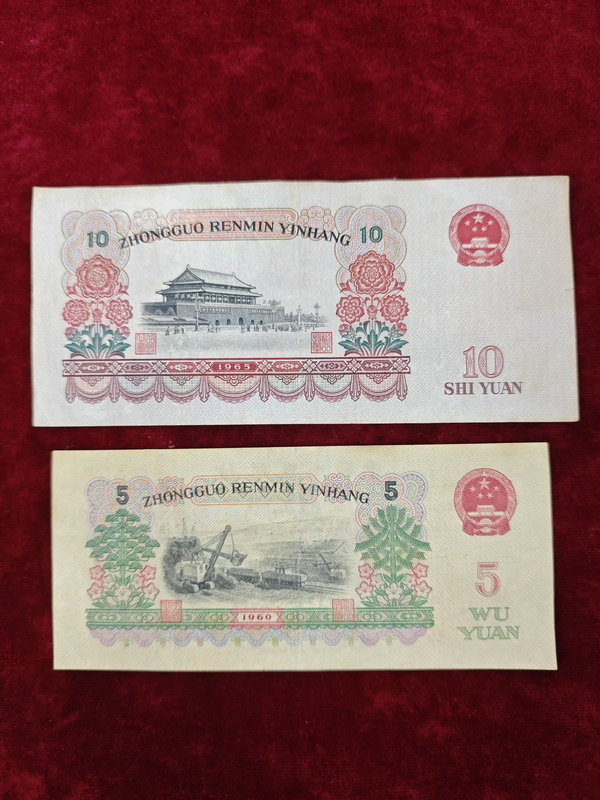 10 ZHONGGUO RENMIN YINHANG 10
1965
10
SHI YUAN
5 ZHONGGUO RENMIN YINHANG 5
1960
5
WU
YUAN